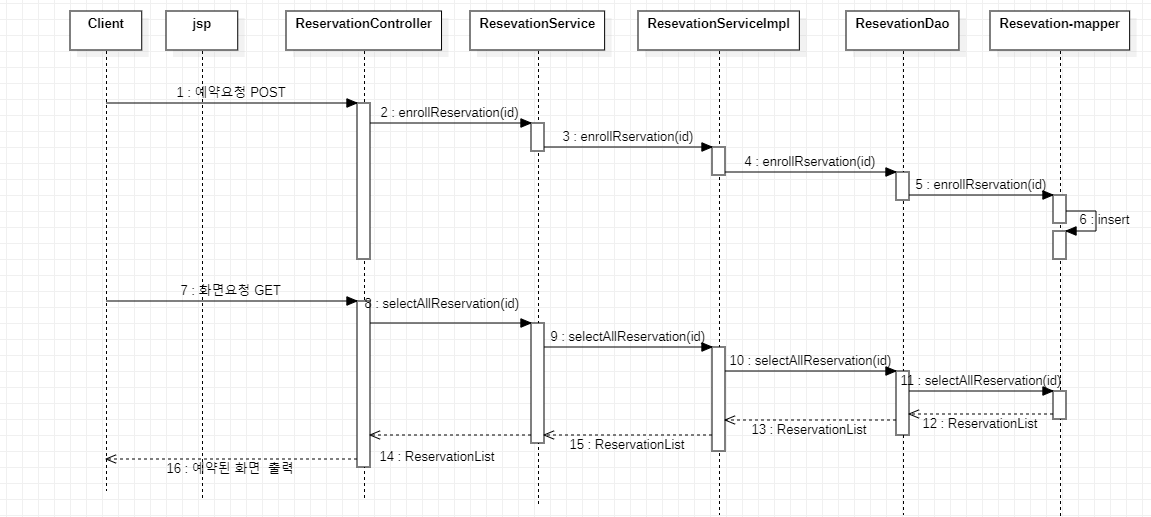 Client
jsp
ReservationController
ResevationService
ResevationServiceImpl
ResevationDao
Resevation-mapper
1 : 예약요청 POST
2 : enrollReservation(id)
3 : enrollRservation(id)
4 : enrollRservation(id)
5 : enrollRservation(id)
6 : insert
7 : 화면요청 GET
8 : selectAllReservation(id)
9 : selectAllReservation(id)
10 : selectAllReservation(id)
11 : selectAllReservation(id)
12 : ReservationList
13 : ReservationList
15 : ReservationList
14 : ReservationList
16 : 예약된 화면 출력